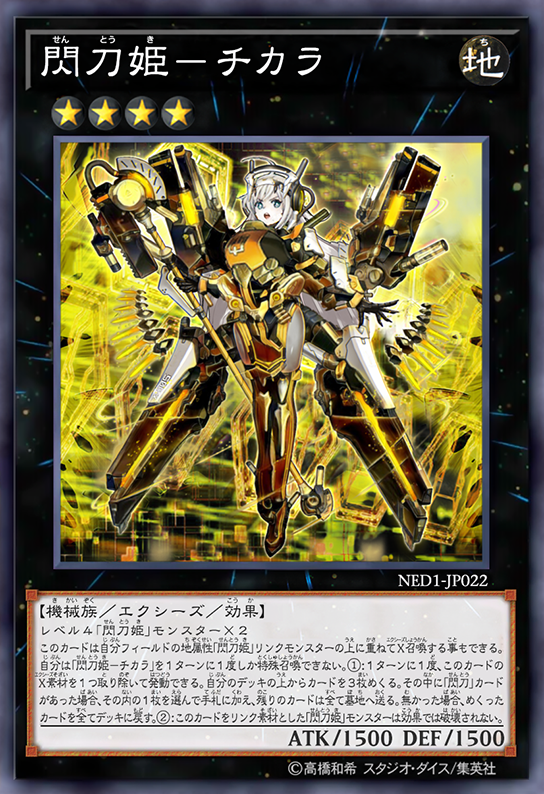 閃刀姫－チカラ
地
NED1-JP022
【機械族／エクシーズ／効果】
レベル４「閃刀姫」モンスター×２
このカードは自分フィールドの地属性「閃刀姫」リンクモンスターの上に重ねてX召喚する事もできる。
自分は「閃刀姫－チカラ」を１ターンに１度しか特殊召喚できない。①：１ターンに１度、このカードの
X素材を１つ取り除いて発動できる。自分のデッキの上からカードを３枚めくる。その中に「閃刀」カード
があった場合、その内の１枚を選んで手札に加え、残りのカードは全て墓地へ送る。無かった場合、めくった
カードを全てデッキに戻す。②：このカードをリンク素材とした「閃刀姫」モンスターは効果では破壊されない。
ATK/1500 DEF/1500
©高橋和希 スタジオ・ダイス/集英社